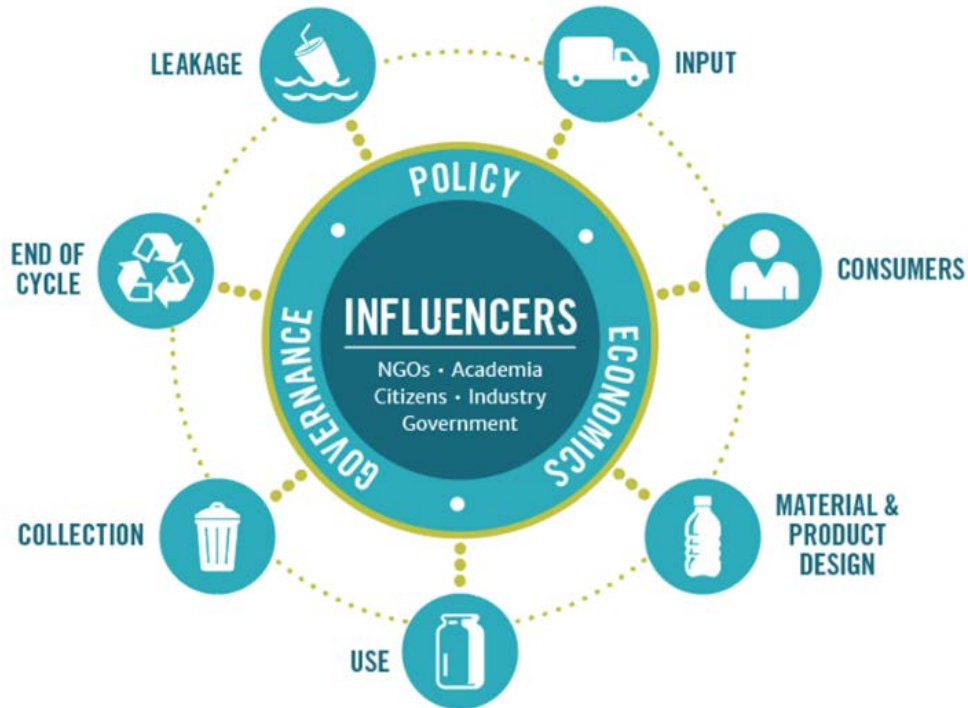 LEAKAGE
INPUT
POLICY
END OF
CYCLE
CONSUMERS
GOVERNANCE
INFLUENCERS
NGOs • Academia
Citizens • Industry
Government
ECONOMICS
COLLECTION
MATERIAL &
PRODUCT
DESIGN
USE